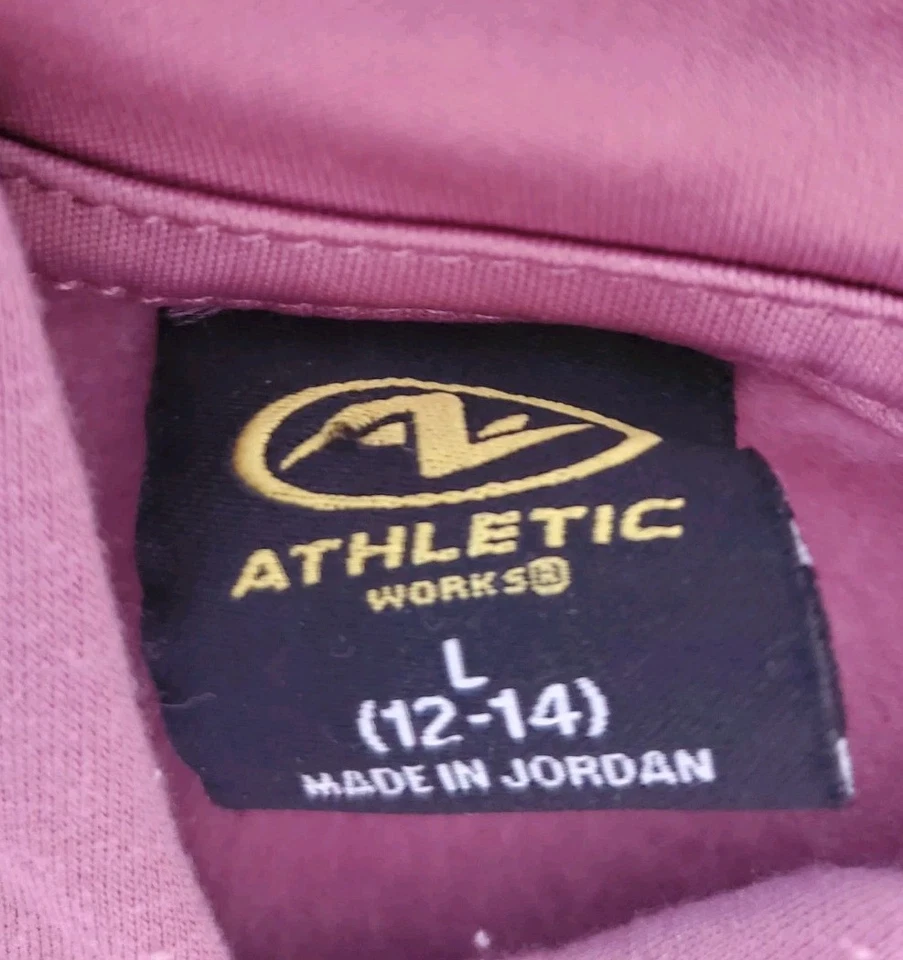 ATHLETIC
WORKS®
L
(12-14)
MADE IN JORDAN